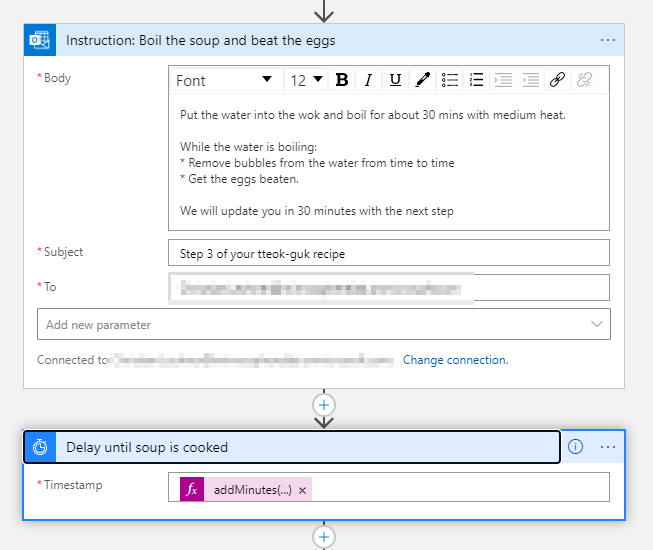 Instruction: Boil the soup and beat the eggs
* Body
Font 12 B I U
Put the water into the wok and boil for about 30 mins with medium heat.
While the water is boiling:
* Remove bubbles from the water from time to time
* Get the eggs beaten.
We will update you in 30 minutes with the next step
* Subject
Step 3 of your tteok-guk recipe
* To
Add new parameter
Connected to
Change connection.
Delay until soup is cooked
* Timestamp
fx addMinutes(...) ×